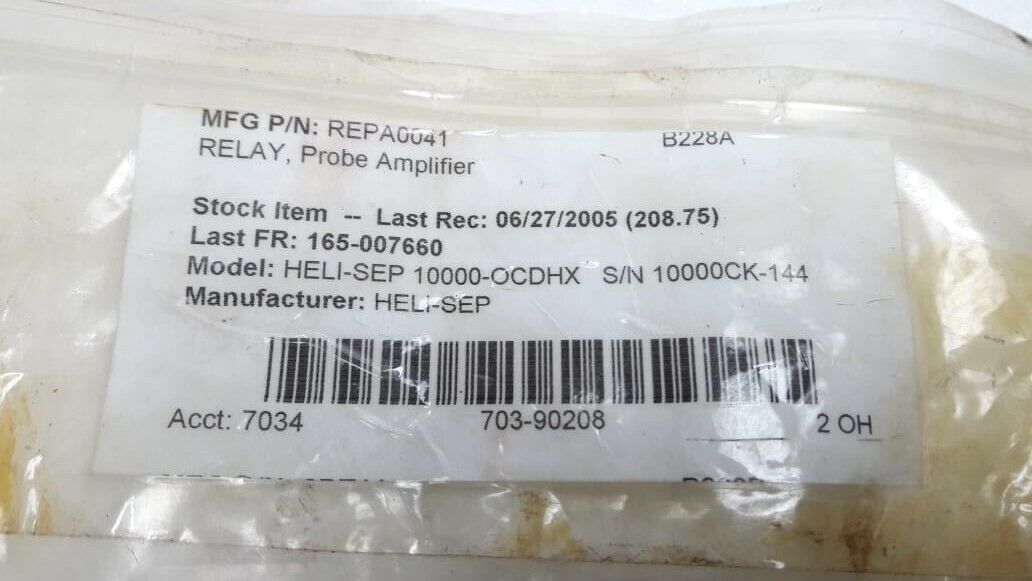 MFG P/N: REPA0041 B228A
RELAY, Probe Amplifier
Stock Item -- Last Rec: 06/27/2005 (208.75)
Last FR: 165-007660
Model: HELI-SEP 10000-OCDHX S/N 10000CK-144
Manufacturer: HELI-SEP
Acct: 7034 703-90208 2 OH